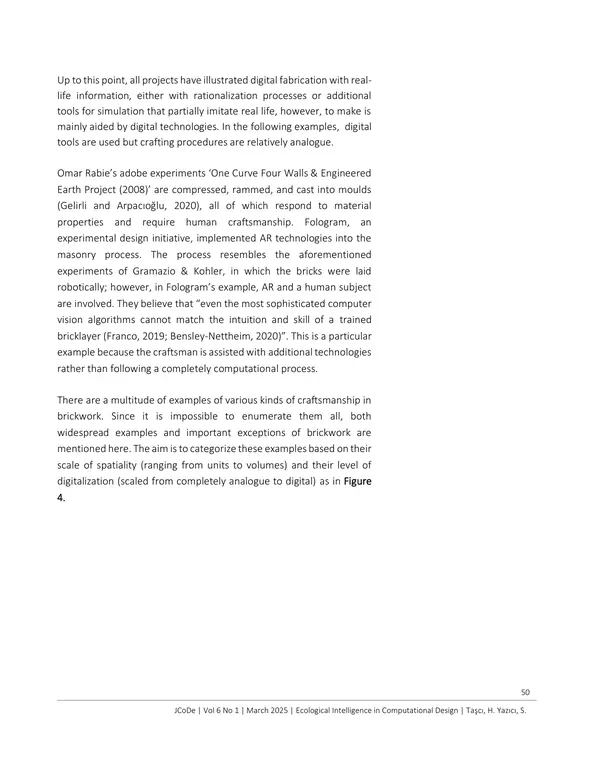 Up to this point, all projects have illustrated digital fabrication with real-
life information, either with rationalization processes or additional
tools for simulation that partially imitate real life, however, to make is
mainly aided by digital technologies. In the following examples, digital
tools are used but crafting procedures are relatively analogue.
Omar Rabie’s adobe experiments ‘One Curve Four Walls & Engineered
Earth Project (2008)’ are compressed, rammed, and cast into moulds
(Gelirli and Arpacıoğlu, 2020), all of which respond to material
properties and require human craftsmanship. Fologram, an
experimental design initiative, implemented AR technologies into the
masonry process. The process resembles the aforementioned
experiments of Gramazio & Kohler, in which the bricks were laid
robotically; however, in Fologram’s example, AR and a human subject
are involved. They believe that “even the most sophisticated computer
vision algorithms cannot match the intuition and skill of a trained
bricklayer (Franco, 2019; Bensley-Nettheim, 2020)”. This is a particular
example because the craftsman is assisted with additional technologies
rather than following a completely computational process.
There are a multitude of examples of various kinds of craftsmanship in
brickwork. Since it is impossible to enumerate them all, both
widespread examples and important exceptions of brickwork are
mentioned here. The aim is to categorize these examples based on their
scale of spatiality (ranging from units to volumes) and their level of
digitalization (scaled from completely analogue to digital) as in Figure
4.
50
JCoDe | Vol 6 No 1 | March 2025 | Ecological Intelligence in Computational Design | Taşcı, H. Yazıcı, S.